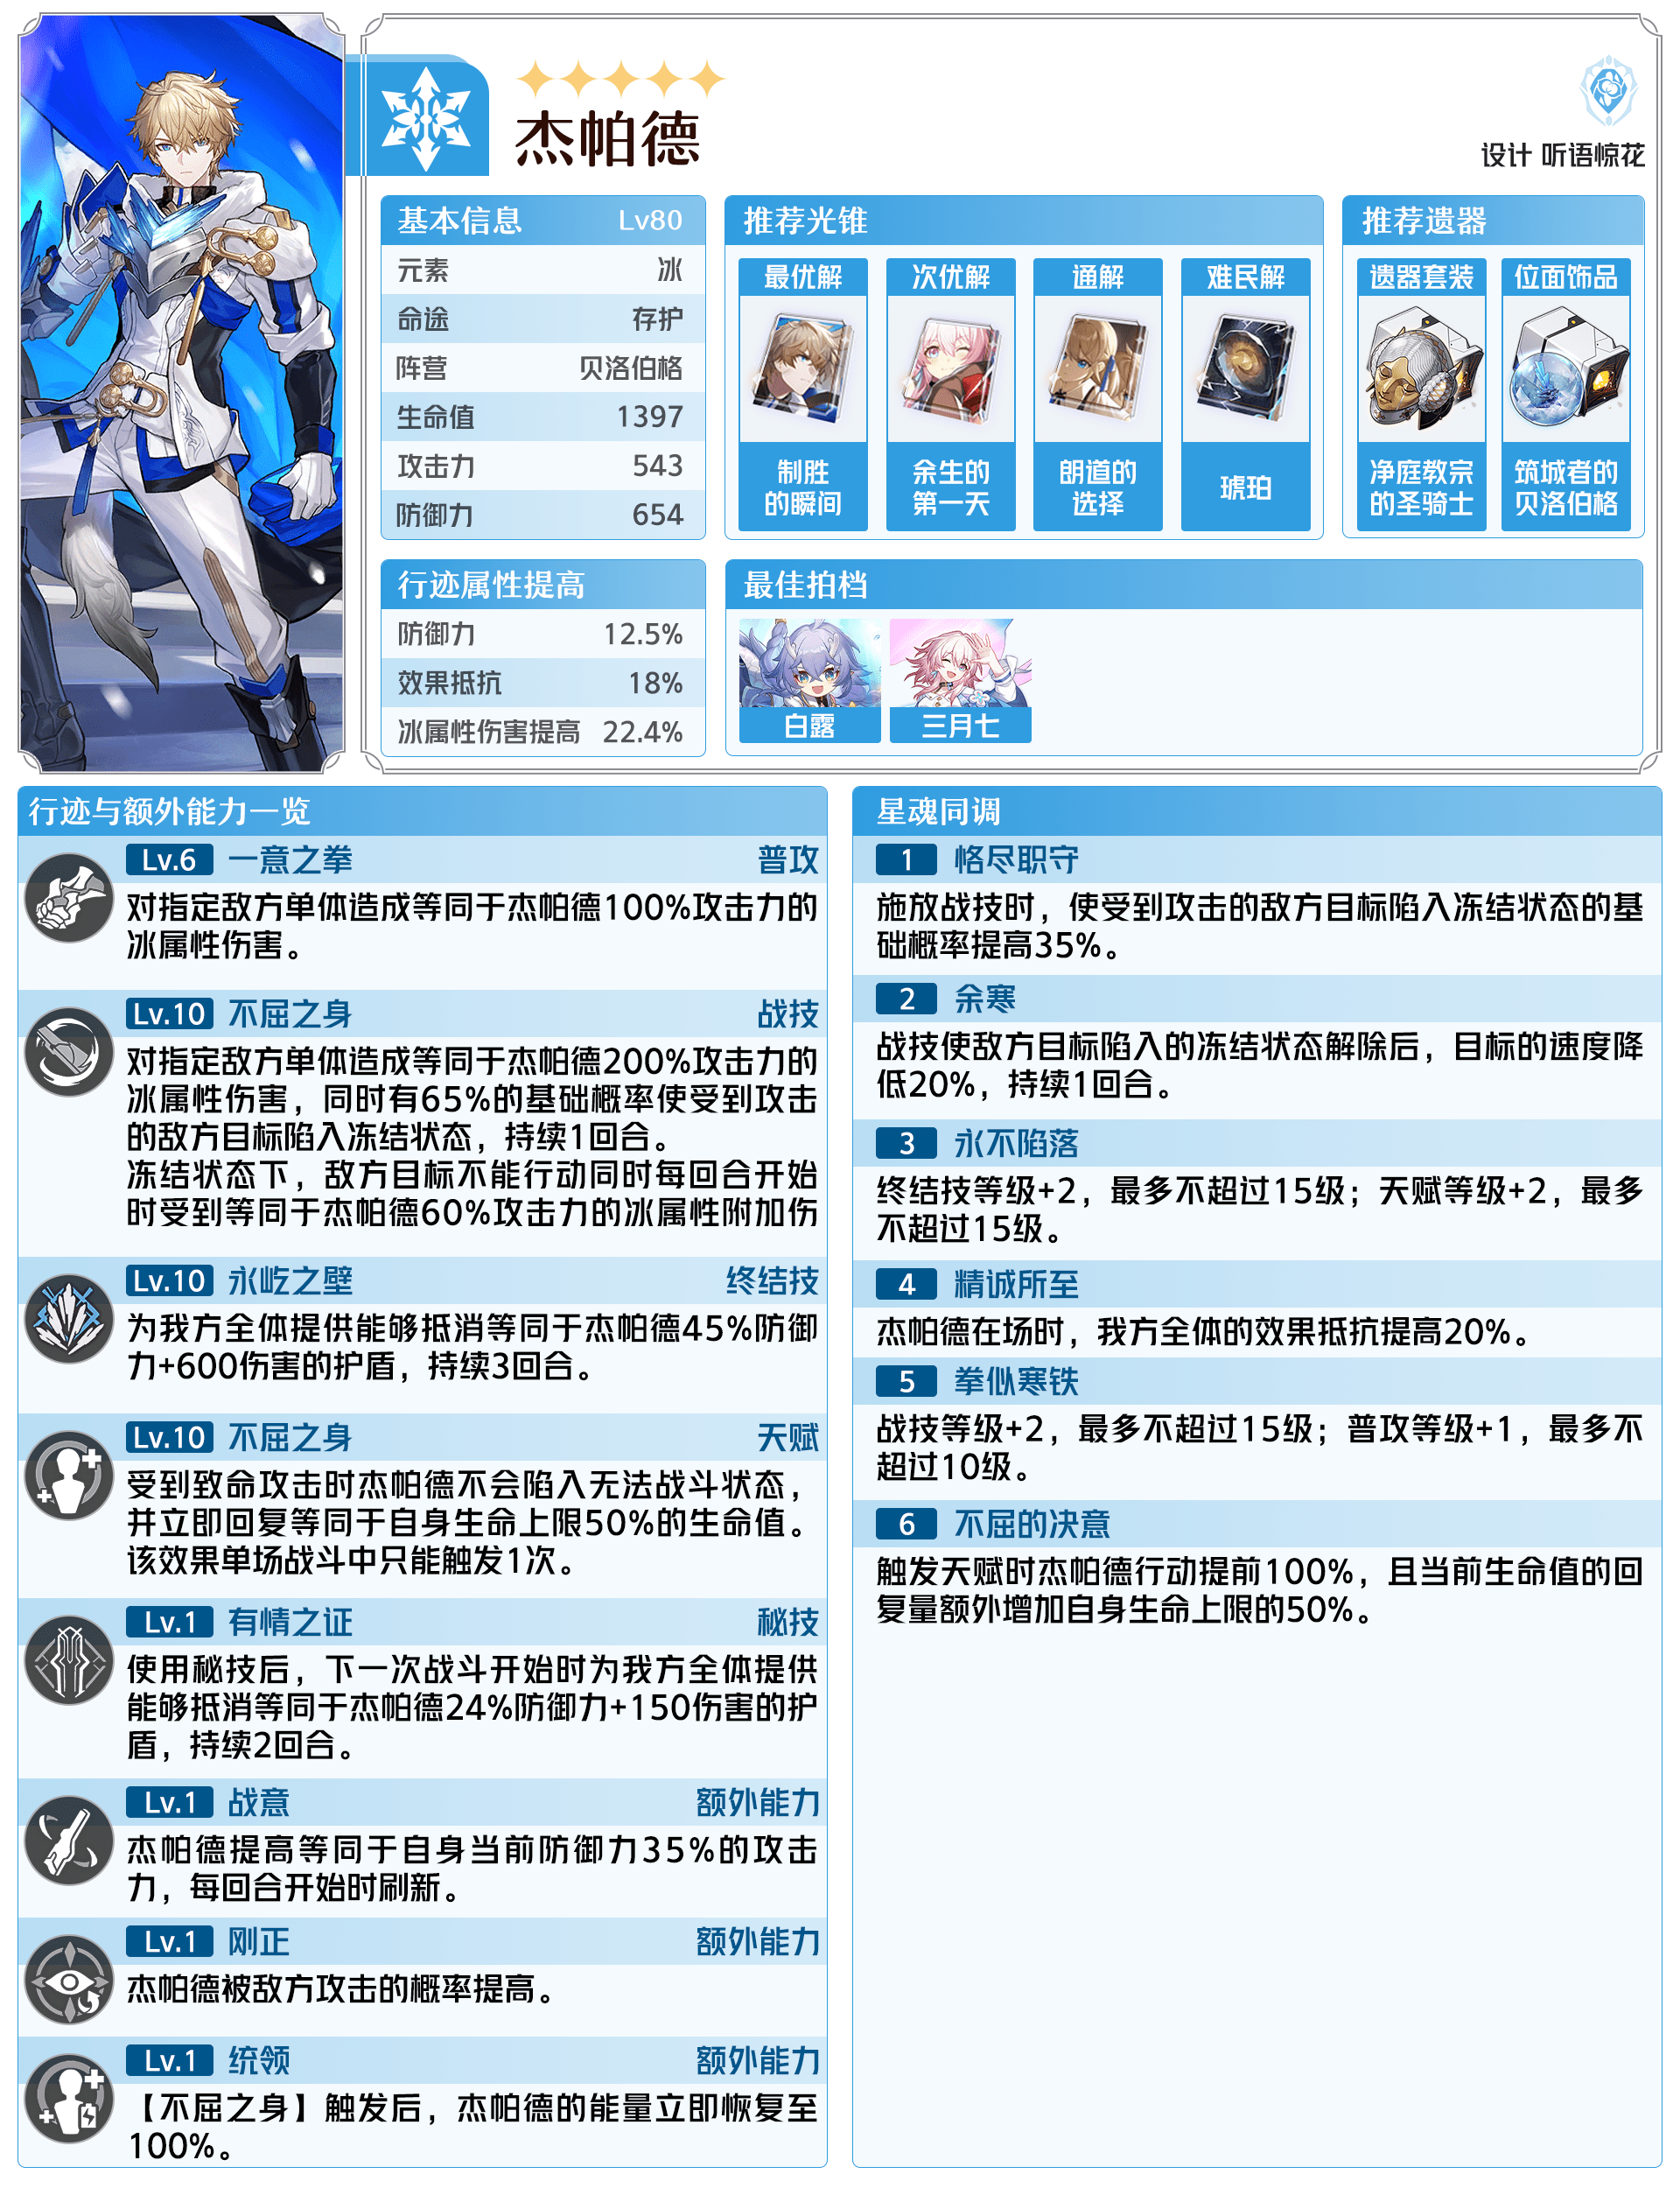 杰帕德
设计 听语惊花
基本信息 Lv80
元素 冰
命途 存护
阵营 贝洛伯格
生命值 1397
攻击力 543
防御力 654
推荐光锥
最优解
制胜
的瞬间
次优解
余生的
第一天
通解
朗道的
选择
难民解
琥珀
推荐遗器
遗器套装
净庭教宗
的圣骑士
位面饰品
筑城者的
贝洛伯格
行迹属性提高
防御力 12.5%
效果抵抗 18%
冰属性伤害提高 22.4%
最佳拍档
白露
三月七
行迹与额外能力一览
Lv.6 一意之拳 普攻
对指定敌方单体造成等同于杰帕德100%攻击力的
冰属性伤害。
Lv.10 不屈之身 战技
对指定敌方单体造成等同于杰帕德200%攻击力的
冰属性伤害，同时有65%的基础概率使受到攻击
的敌方目标陷入冻结状态，持续1回合。
冻结状态下，敌方目标不能行动同时每回合开始
时受到等同于杰帕德60%攻击力的冰属性附加伤
Lv.10 永屹之壁 终结技
为我方全体提供能够抵消等同于杰帕德45%防御
力+600伤害的护盾，持续3回合。
Lv.10 不屈之身 天赋
受到致命攻击时杰帕德不会陷入无法战斗状态，
并立即回复等同于自身生命上限50%的生命值。
该效果单场战斗中只能触发1次。
Lv.1 有情之证 秘技
使用秘技后，下一次战斗开始时为我方全体提供
能够抵消等同于杰帕德24%防御力+150伤害的护
盾，持续2回合。
Lv.1 战意 额外能力
杰帕德提高等同于自身当前防御力35%的攻击
力，每回合开始时刷新。
Lv.1 刚正 额外能力
杰帕德被敌方攻击的概率提高。
Lv.1 统领 额外能力
【不屈之身】触发后，杰帕德的能量立即恢复至
100%。
星魂同调
1 恪尽职守
施放战技时，使受到攻击的敌方目标陷入冻结状态的基
础概率提高35%。
2 余寒
战技使敌方目标陷入的冻结状态解除后，目标的速度降
低20%，持续1回合。
3 永不陷落
终结技等级+2，最多不超过15级；天赋等级+2，最多
不超过15级。
4 精诚所至
杰帕德在场时，我方全体的效果抵抗提高20%。
5 拳似寒铁
战技等级+2，最多不超过15级；普攻等级+1，最多不
超过10级。
6 不屈的决意
触发天赋时杰帕德行动提前100%，且当前生命值的回
复量额外增加自身生命上限的50%。